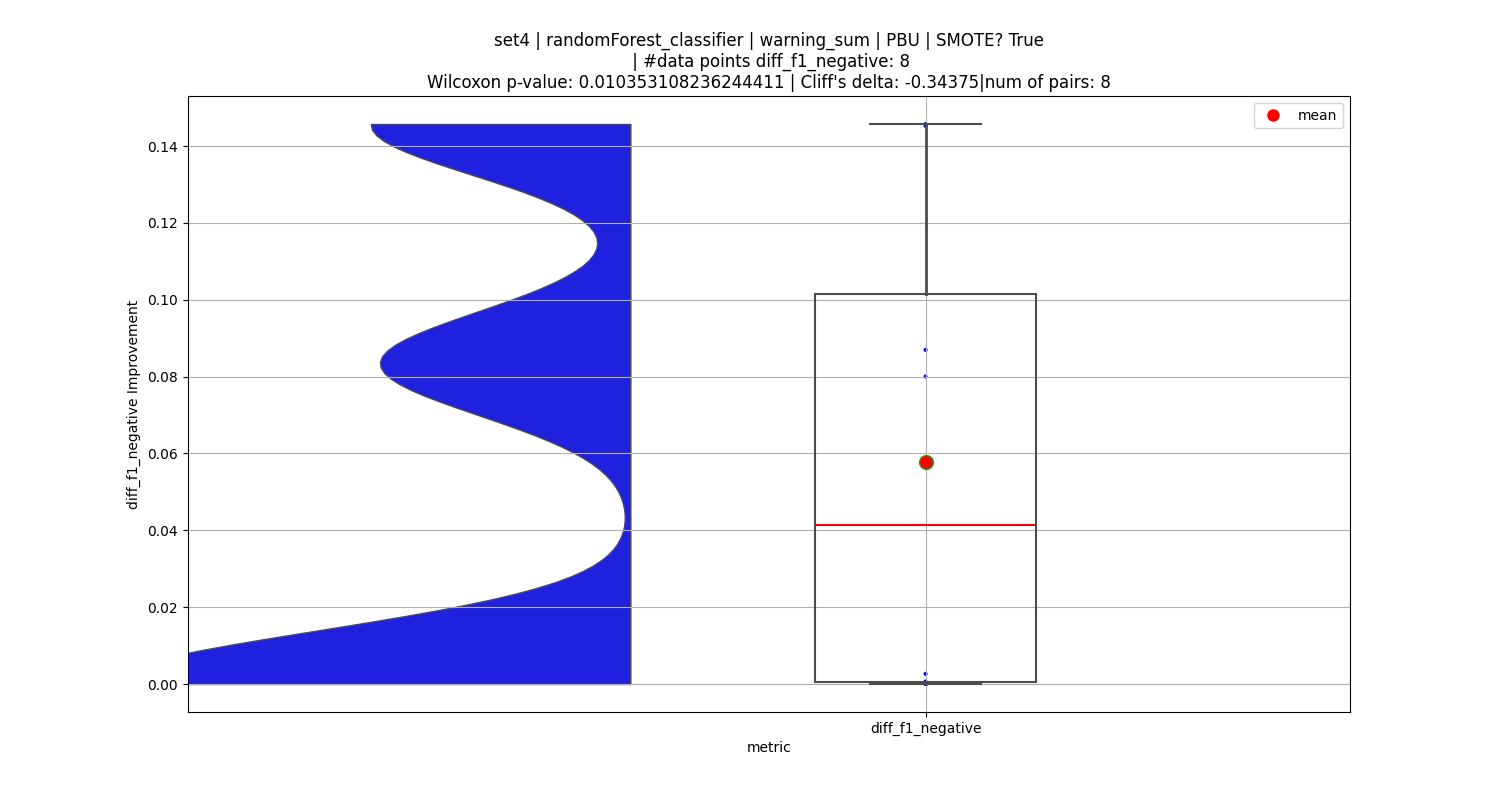 set4 | randomForest_classifier | warning_sum | PBU | SMOTE? True
| #data points diff_f1_negative: 8
Wilcoxon p-value: 0.010353108236244411 | Cliff's delta: -0.34375|num of pairs: 8
mean
0.14
0.12
0.10
0.08
0.06
0.04
0.02
0.00
diff_f1_negative Improvement
diff_f1_negative
metric